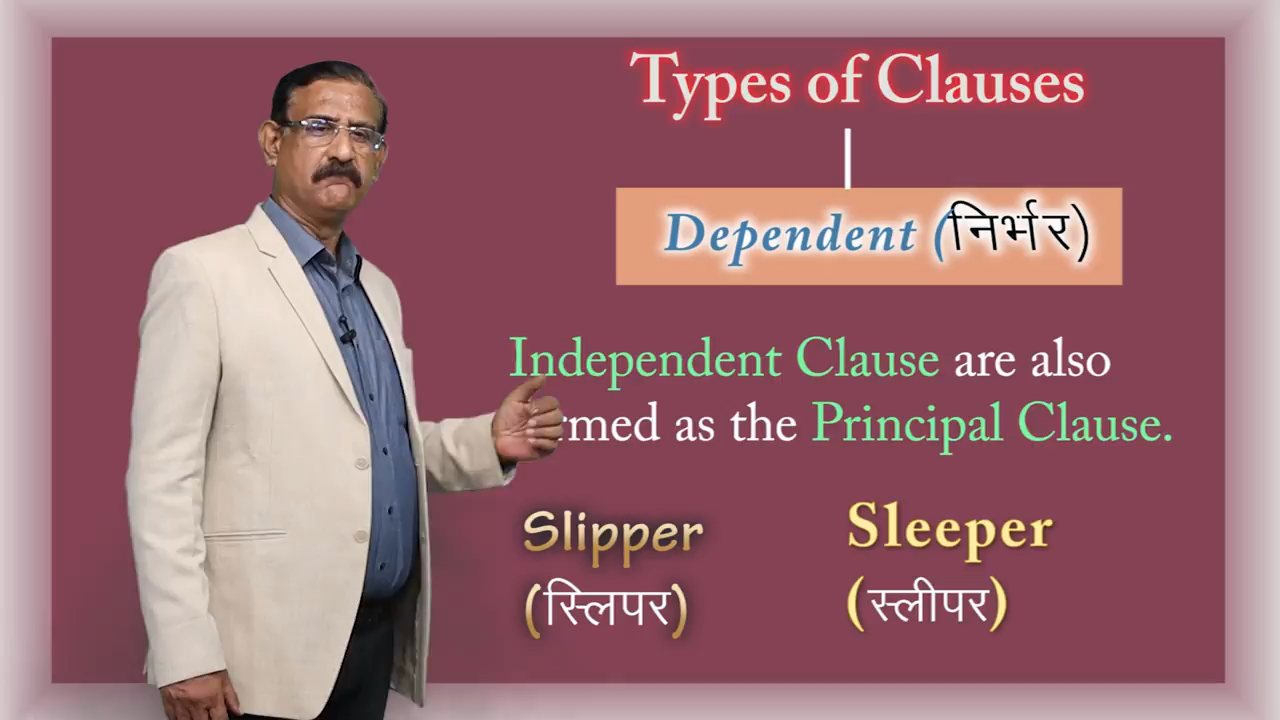 Types of Clauses
Dependent (निर्भर)
Independent Clause are also
as the Principal Clause.
Slipper
Sleeper
(स्लिपर)
(स्लीपर)